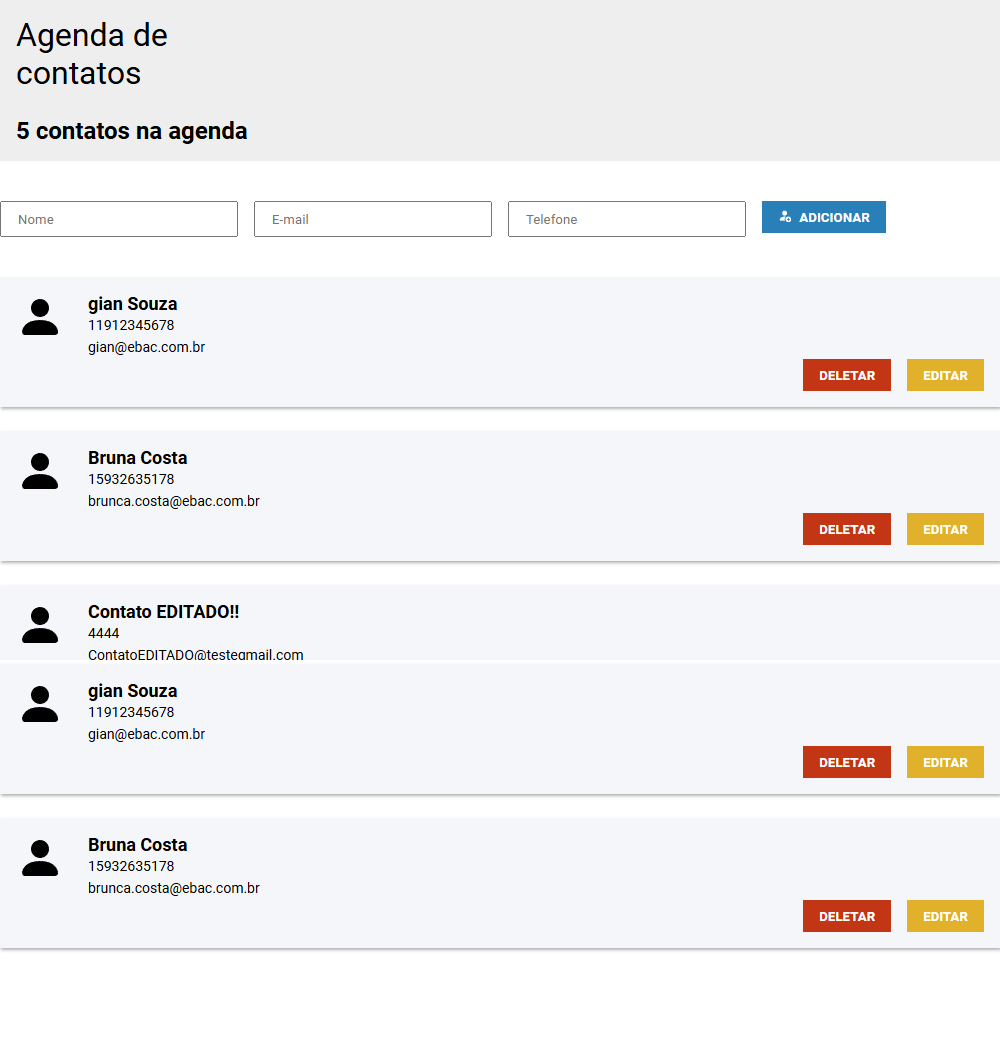 Agenda de
contatos
5 contatos na agenda
Nome
E-mail
Telefone
ADICIONAR
gian Souza
11912345678
gian@ebac.com.br
DELETAR
EDITAR
Bruna Costa
15932635178
brunca.costa@ebac.com.br
DELETAR
EDITAR
Contato EDITADO!!
4444
ContatoEDITADO@testegmail.com
gian Souza
11912345678
gian@ebac.com.br
DELETAR
EDITAR
Bruna Costa
15932635178
brunca.costa@ebac.com.br
DELETAR
EDITAR